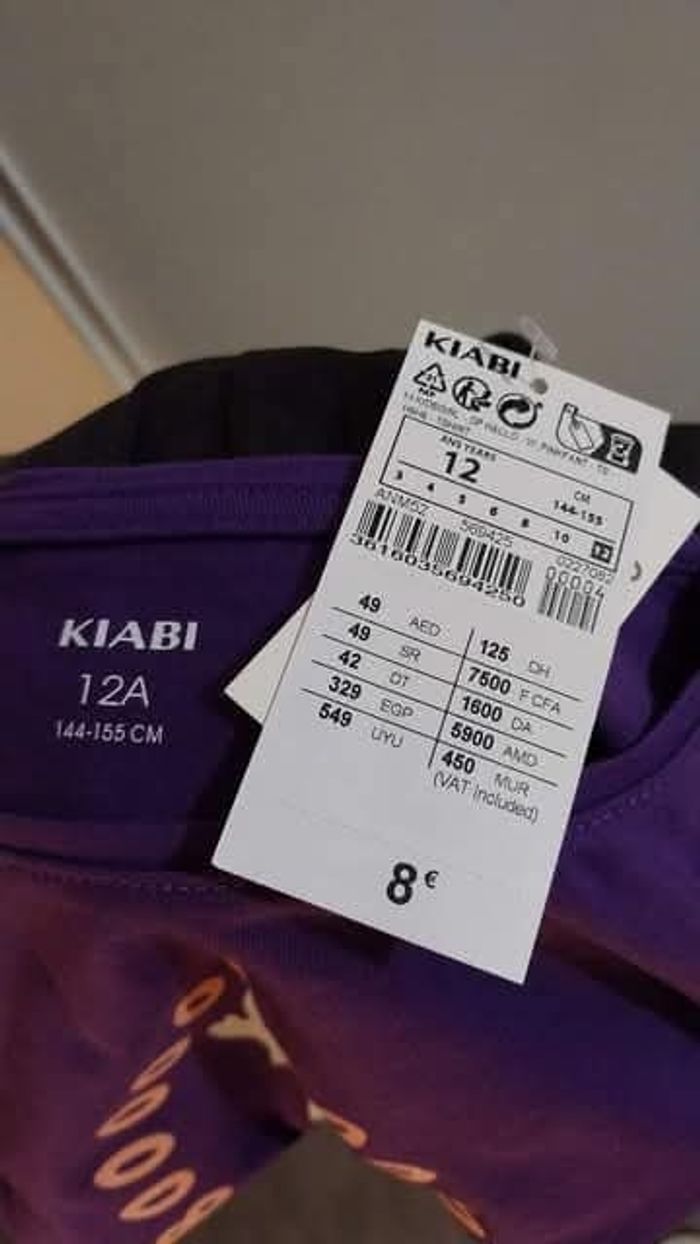 KIABI
ANS YEARS
12
CM
144-155
3 4 5 6 8 10 12
ANM52 569425 0227082
3616035694250
00004
49 AED
49 SR
42 DT
329 EGP
549 UYU
125 DH
7500 F CFA
1600 DA
5900 AMD
450 MUR
(VAT included)
8€
KIABI
12A
144-155 CM